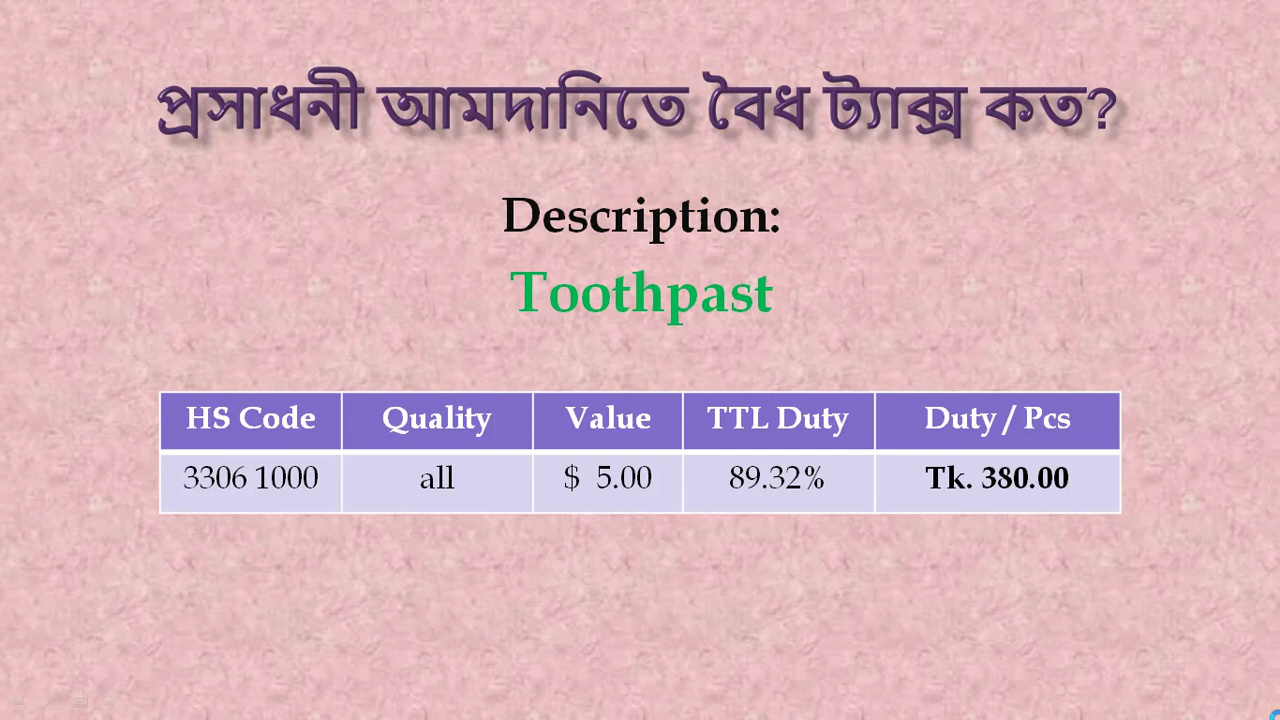 প্রসাধনী আমদানিতে বৈধ ট্যাক্স কত?
Description:
Toothpast
HS Code Quality Value TTL Duty Duty / Pcs
3306 1000 all $ 5.00 89.32% Tk. 380.00